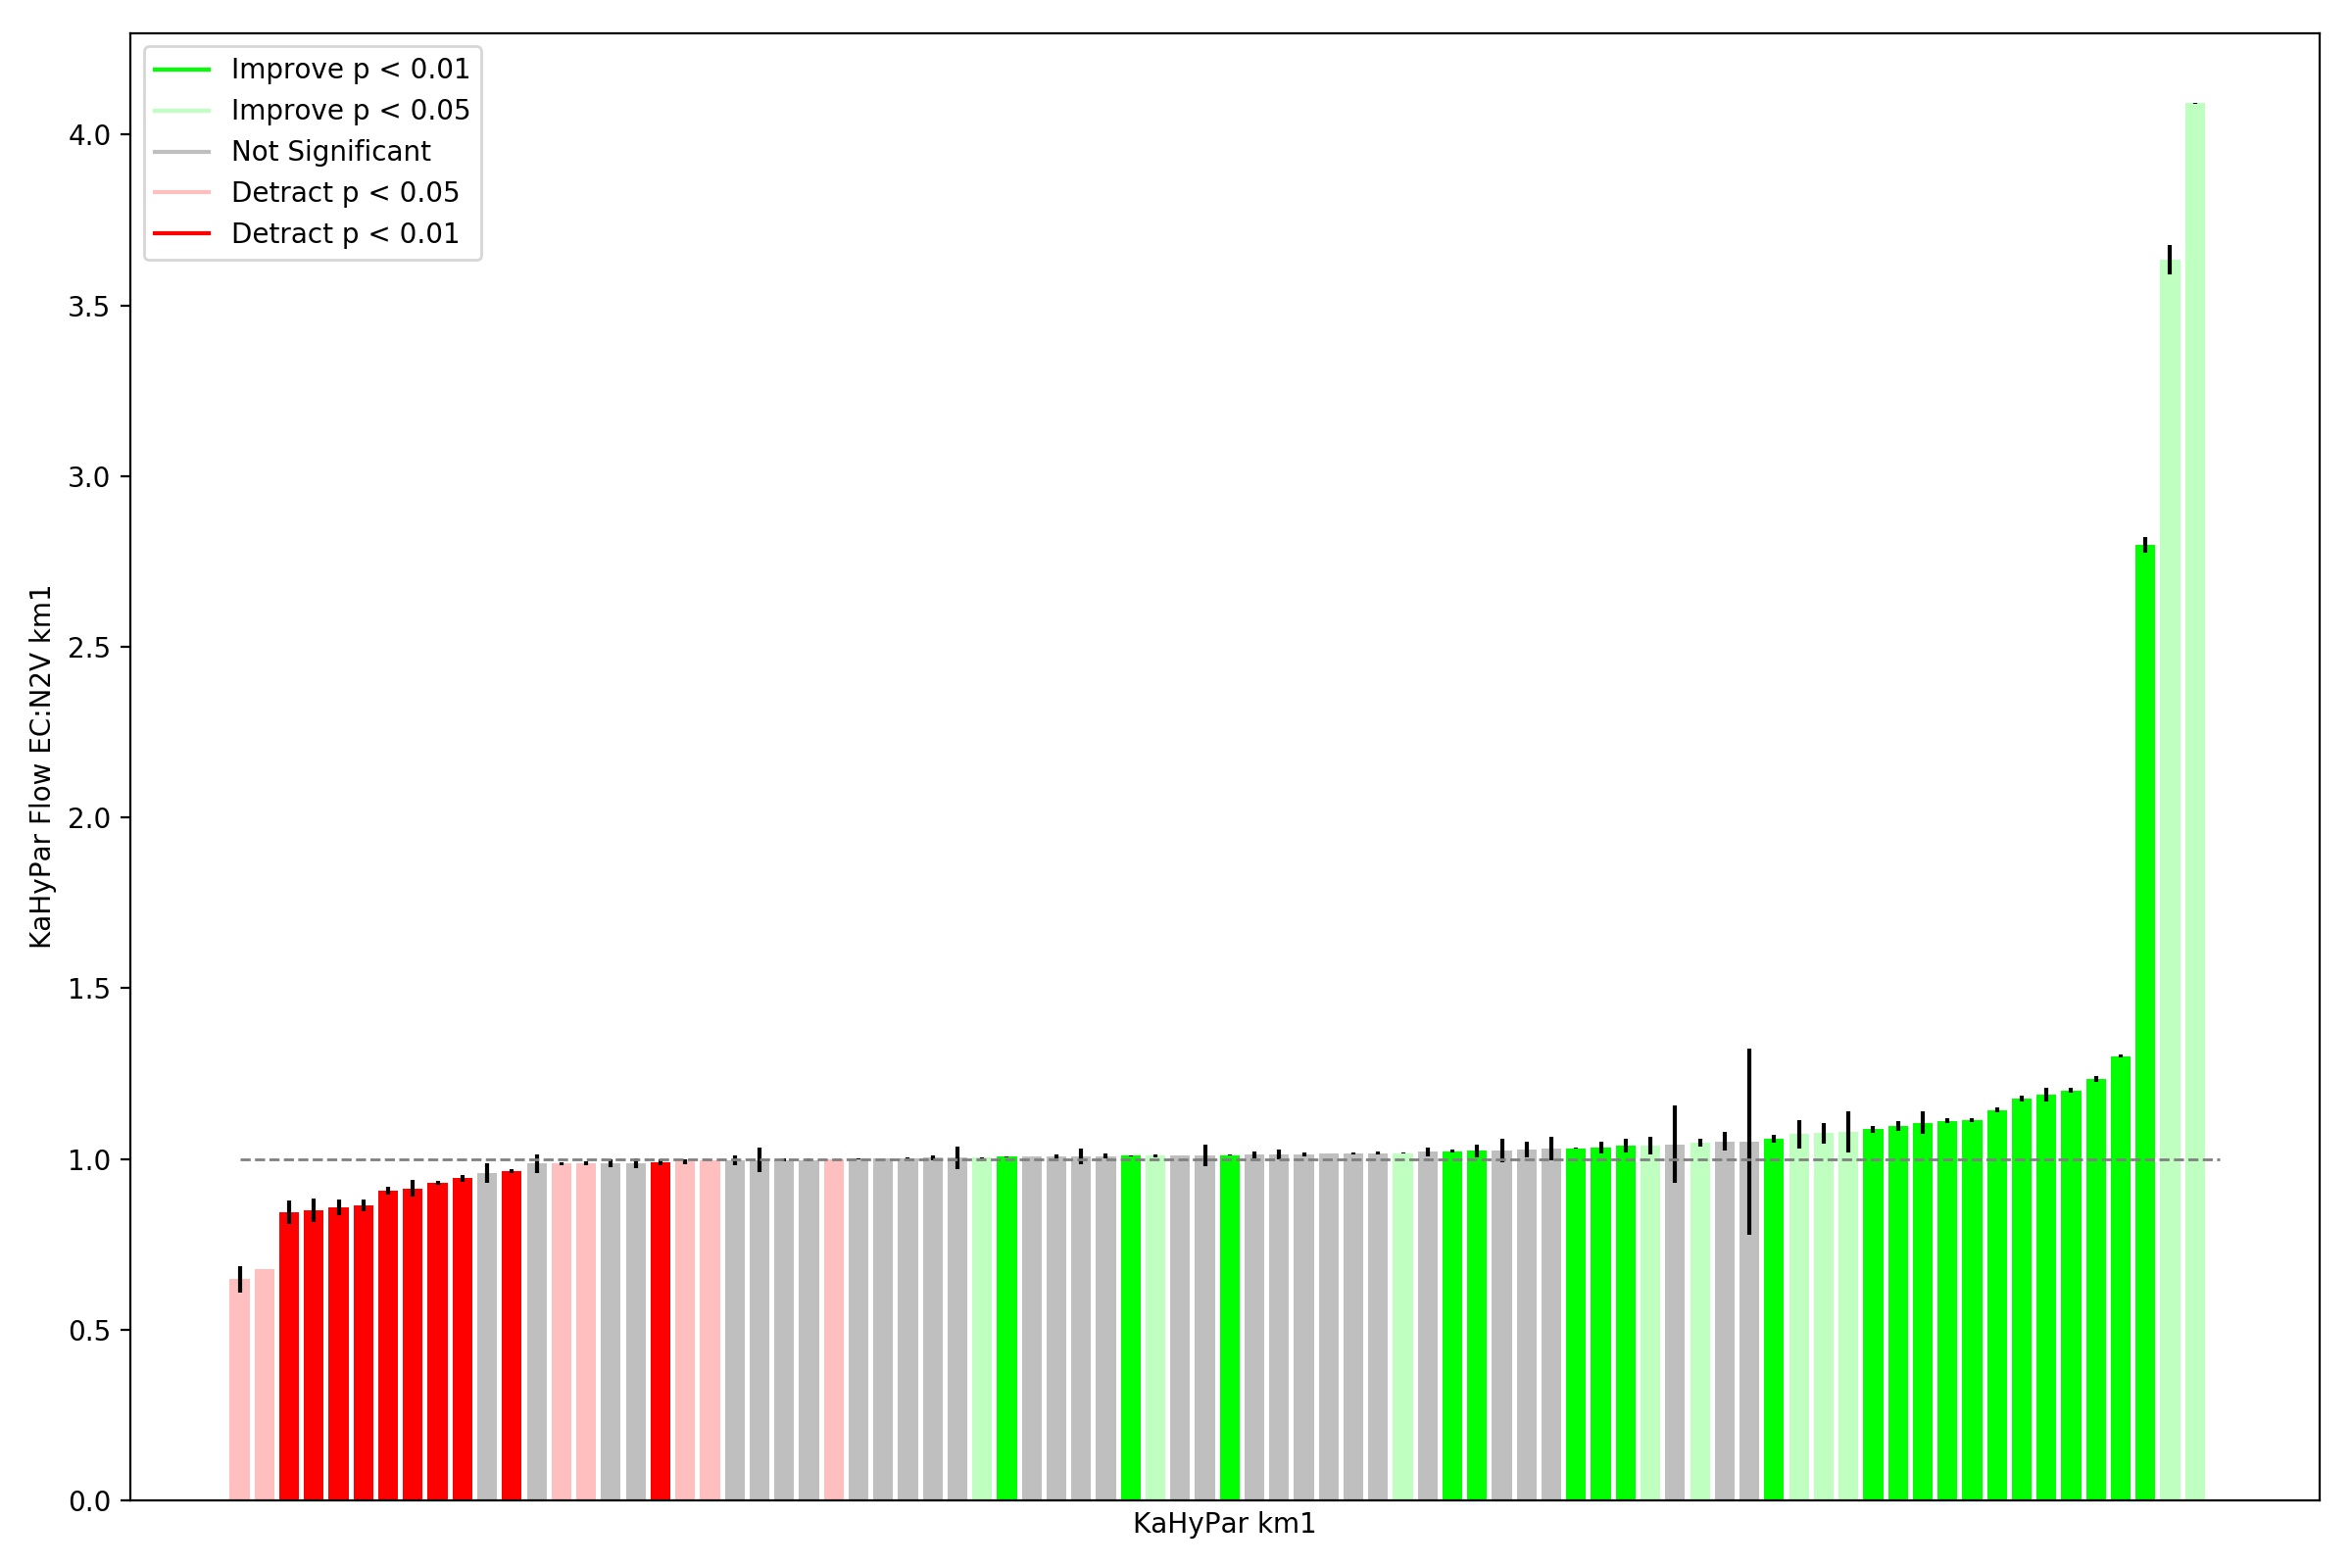 Improve p < 0.01
Improve p < 0.05
Not Significant
Detract p < 0.05
Detract p < 0.01
4.0
3.5
3.0
2.5
2.0
1.5
1.0
0.5
0.0
KaHyPar Flow EC:N2V km1
KaHyPar km1